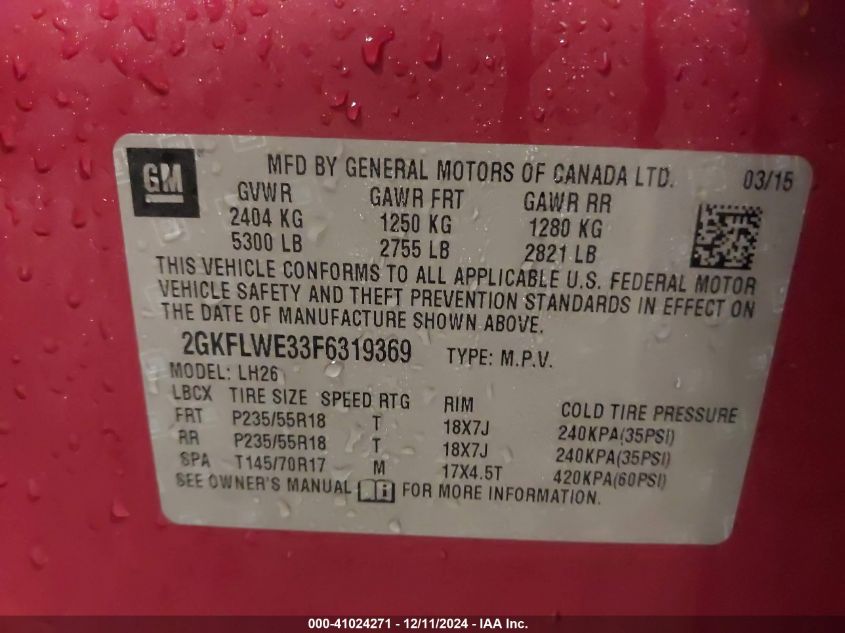 GM MFD BY GENERAL MOTORS OF CANADA LTD. 03/15
GVWR GAWR FRT GAWR RR
2404 KG 1250 KG 1280 KG
5300 LB 2755 LB 2821 LB
THIS VEHICLE CONFORMS TO ALL APPLICABLE U.S. FEDERAL MOTOR
VEHICLE SAFETY AND THEFT PREVENTION STANDARDS IN EFFECT ON
THE DATE OF MANUFACTURE SHOWN ABOVE.
2GKFLWE33F6319369 TYPE: M.P.V.
MODEL: LH26
LBCX TIRE SIZE SPEED RTG RIM COLD TIRE PRESSURE
FRT P235/55R18 T 18X7J 240KPA(35PSI)
RR P235/55R18 T 18X7J 240KPA(35PSI)
SPA T145/70R17 M 17X4.5T 420KPA(60PSI)
SEE OWNER'S MANUAL FOR MORE INFORMATION.
000-41024271 - 12/11/2024 - IAA Inc.